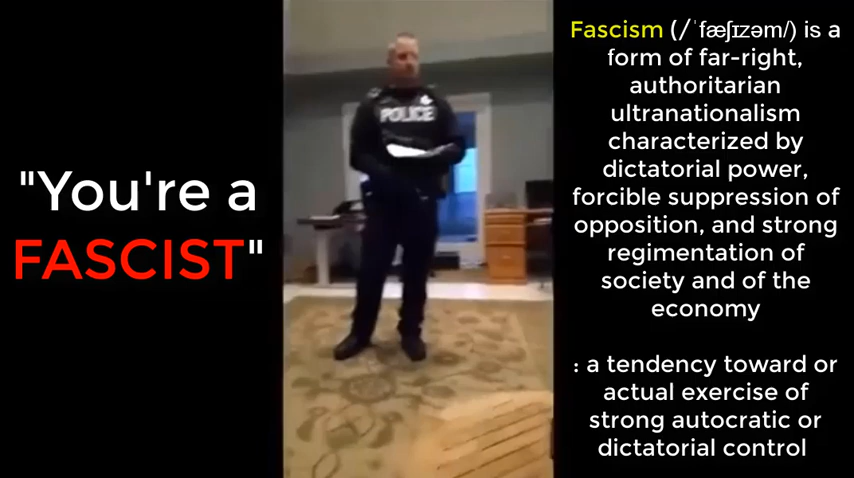 "You're a
FASCIST"
POLICE
Fascism (/ˈfæʃɪzəm/) is a
form of far-right,
authoritarian
ultranationalism
characterized by
dictatorial power,
forcible suppression of
opposition, and strong
regimentation of
society and of the
economy
: a tendency toward or
actual exercise of
strong autocratic or
dictatorial control